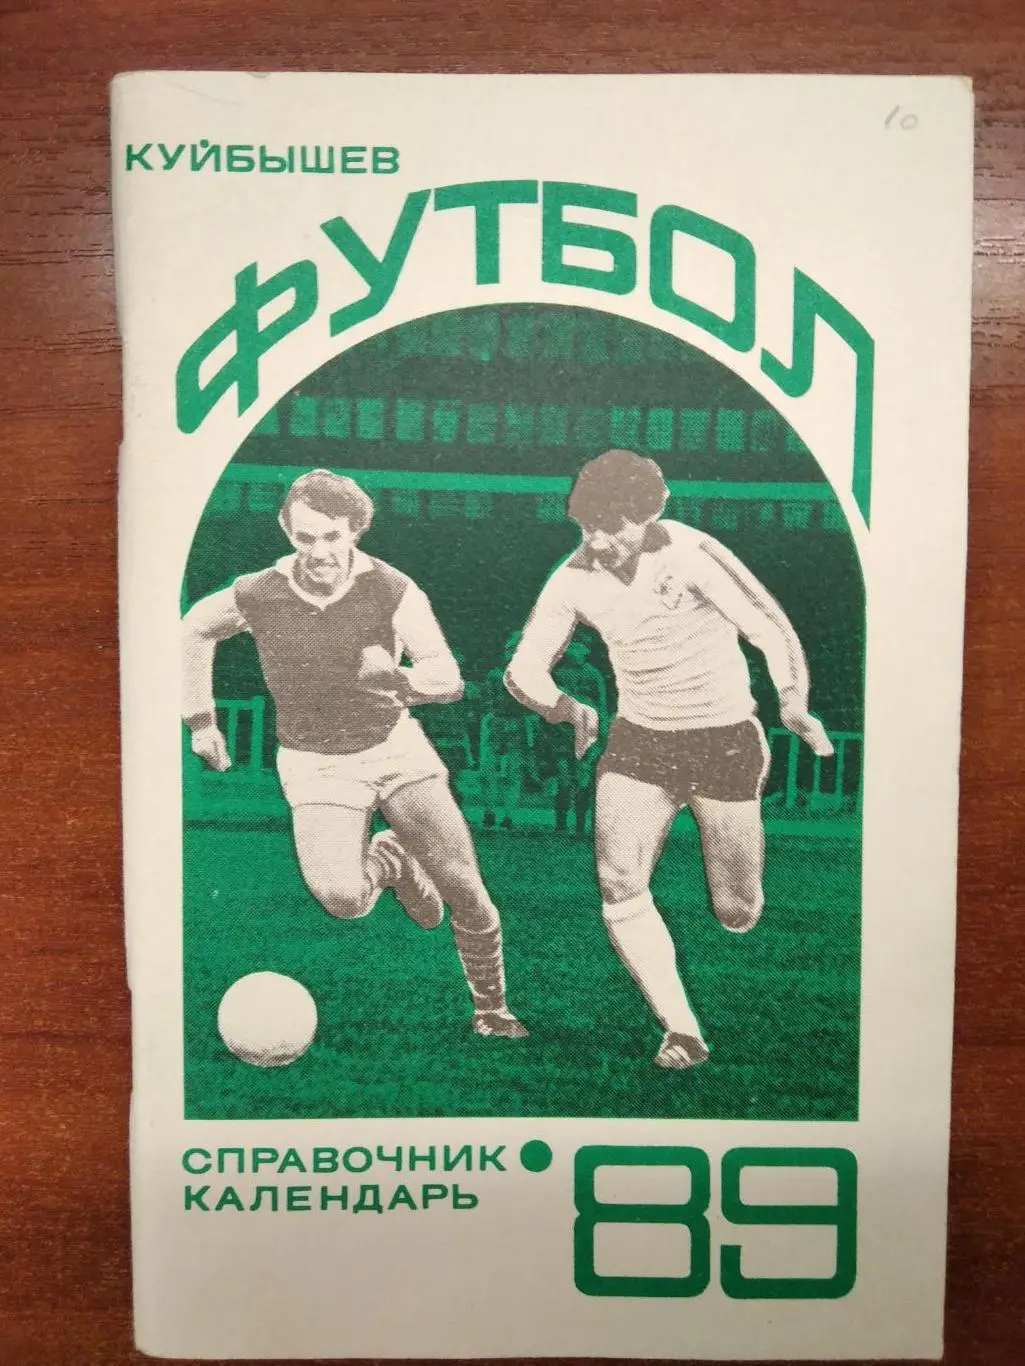 10
КУЙБЫШЕВ
ФУТБОЛ
СПРАВОЧНИК •
КАЛЕНДАРЬ
89